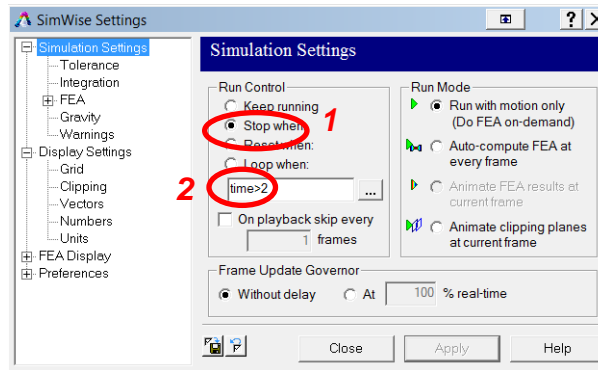 SimWise Settings
Simulation Settings
Tolerance
Integration
FEA
Gravity
Warnings
Display Settings
Grid
Clipping
Vectors
Numbers
Units
FEA Display
Preferences
Simulation Settings
Run Control
Keep running
Stop when:
1
Reset when:
Loop when:
2
time>2
...
On playback skip every
1 frames
Run Mode
Run with motion only
(Do FEA on-demand)
Auto-compute FEA at
every frame
Animate FEA results at
current frame
Animate clipping planes
at current frame
Frame Update Governor
Without delay
At 100 % real-time
Close
Apply
Help